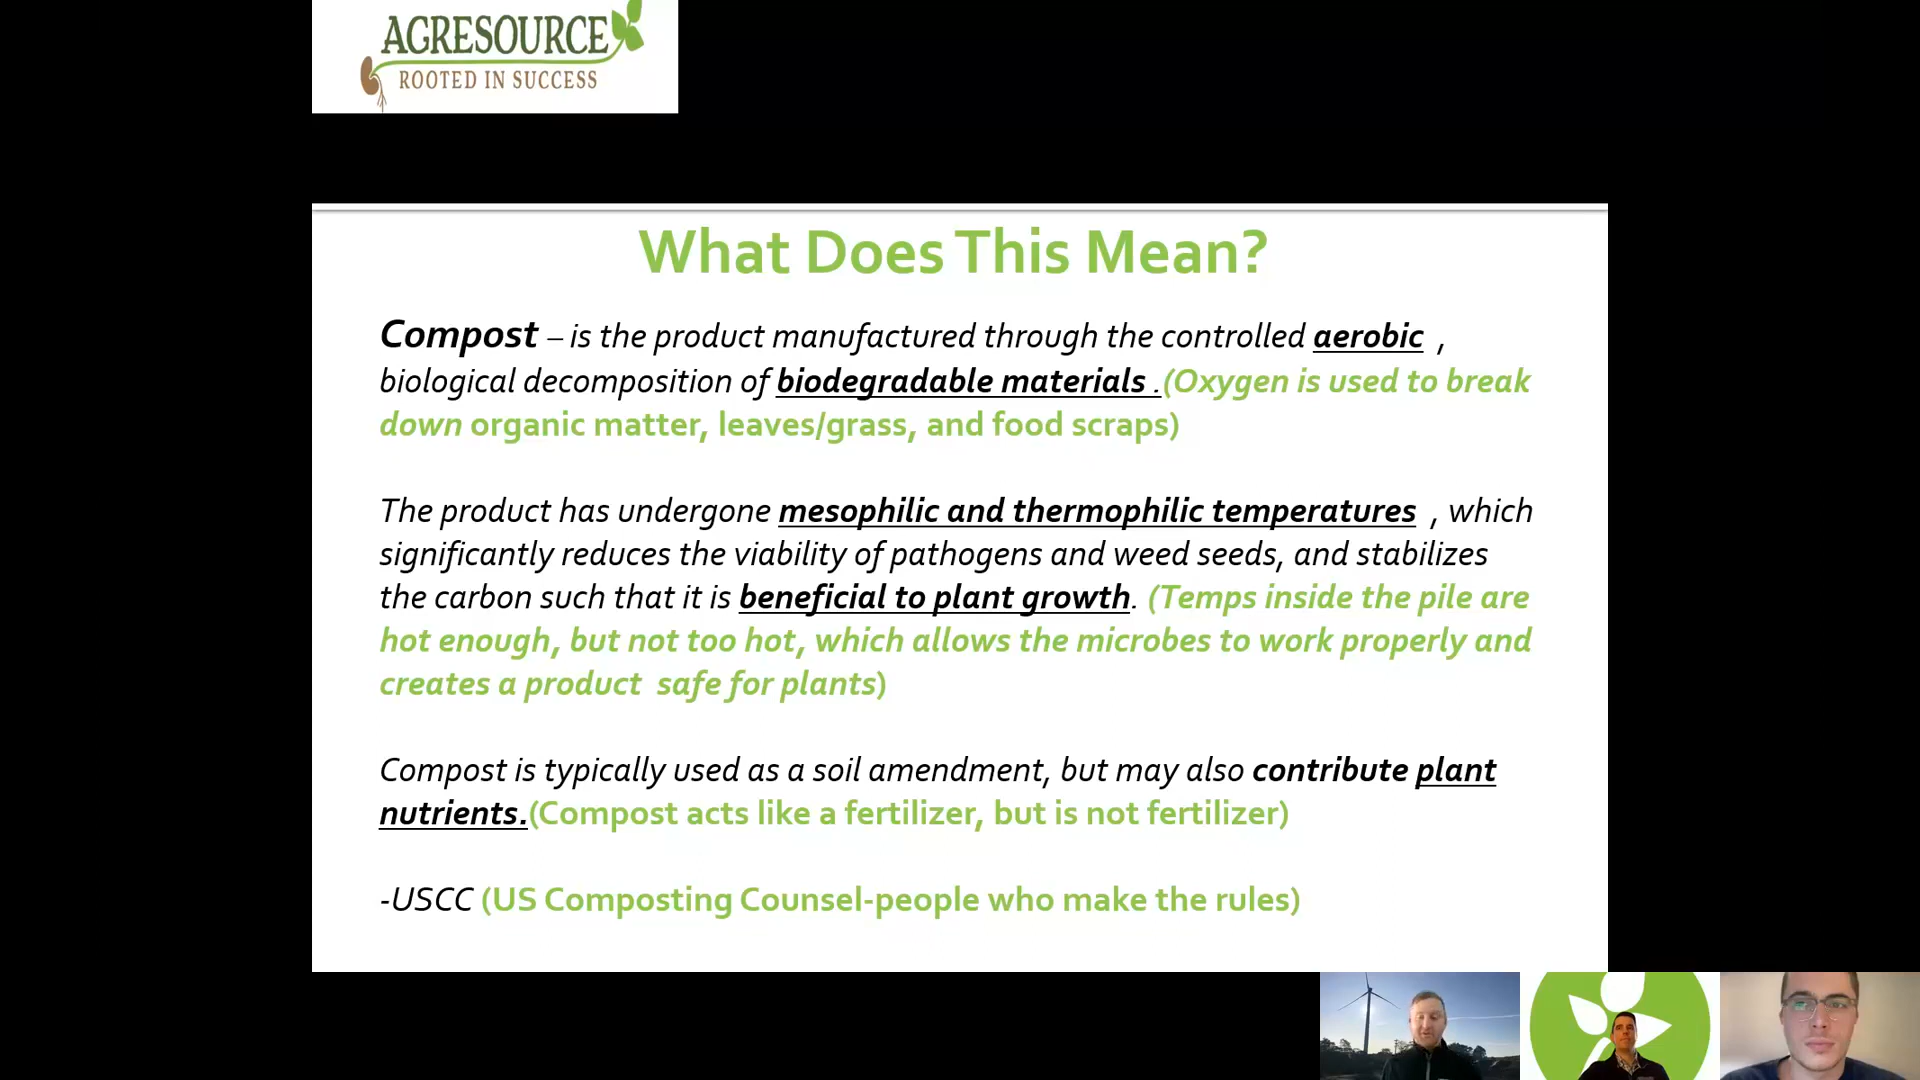 AGRESOURCE
ROOTED IN SUCCESS
What Does This Mean?
Compost – is the product manufactured through the controlled aerobic ,
biological decomposition of biodegradable materials .(Oxygen is used to break
down organic matter, leaves/grass, and food scraps)
The product has undergone mesophilic and thermophilic temperatures , which
significantly reduces the viability of pathogens and weed seeds, and stabilizes
the carbon such that it is beneficial to plant growth. (Temps inside the pile are
hot enough, but not too hot, which allows the microbes to work properly and
creates a product safe for plants)
Compost is typically used as a soil amendment, but may also contribute plant
nutrients.(Compost acts like a fertilizer, but is not fertilizer)
-USCC (US Composting Counsel-people who make the rules)